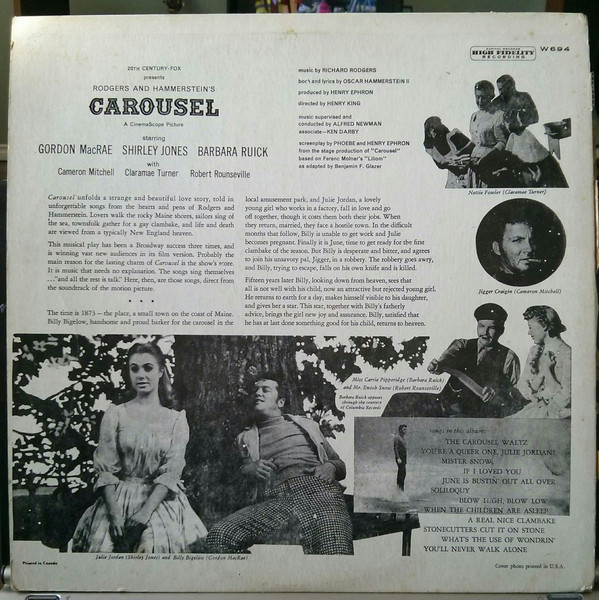 CAPITOL RECORDS
HIGH FIDELITY
RECORDING
W694
20TH CENTURY-FOX
presents
RODGERS AND HAMMERSTEIN'S
CAROUSEL
A CinemaScope Picture
starring
GORDON MacRAE SHIRLEY JONES BARBARA RUICK
with
Cameron Mitchell Claramae Turner Robert Rounseville
music by RICHARD RODGERS
book and lyrics by OSCAR HAMMERSTEIN II
produced by HENRY EPHRON
directed by HENRY KING
music supervised and
conducted by ALFRED NEWMAN
associate—KEN DARBY
screenplay by PHOEBE and HENRY EPHRON
from the stage production of "Carousel"
based on Ferenc Molnar's "Liliom"
as adapted by Benjamin F. Glazer
Nettie Fowler (Claramae Turner)
Carousel unfolds a strange and beautiful love story, told in
unforgettable songs from the hearts and pens of Rodgers and
Hammerstein. Lovers walk the rocky Maine shores, sailors sing of
the sea, townsfolk gather for a gay clambake, and life and death
are viewed from a typically New England heaven.
This musical play has been a Broadway success three times, and
is winning vast new audiences in its film version. Probably the
main reason for the lasting charm of Carousel is the show's score.
It is music that needs no explanation. The songs sing themselves
..."and all the rest is talk." Here, then, are those songs, direct from
the soundtrack of the motion picture.
* * *
The time is 1873 – the place, a small town on the coast of Maine.
Billy Bigelow, handsome and proud barker for the carousel in the
local amusement park, and Julie Jordan, a lovely
young girl who works in a factory, fall in love and go
off together, though it costs them both their jobs. When
they return, married, they face a hostile town. In the difficult
months that follow, Billy is unable to get work and Julie
becomes pregnant. Finally it is June, time to get ready for the first
clambake of the season. But Billy is desperate and bitter, and agrees
to join his unsavory pal, Jigger, in a robbery. The robbery goes awry,
and Billy, trying to escape, falls on his own knife and is killed.
Fifteen years later Billy, looking down from heaven, sees that
all is not well with his child, now an attractive but rejected young girl.
He returns to earth for a day, makes himself visible to his daughter,
and gives her a star. This star, together with Billy's fatherly
advice, brings the girl new joy and assurance. Billy, satisfied that
he has at last done something good for his child, returns to heaven.
Jigger Craigin (Cameron Mitchell)
Miss Carrie Pipperidge (Barbara Ruick)
and Mr. Enoch Snow (Robert Rounseville)
Barbara Ruick appears
through the courtesy
of Columbia Records
songs in this album:
THE CAROUSEL WALTZ
YOU'RE A QUEER ONE, JULIE JORDAN!
MISTER SNOW
IF I LOVED YOU
JUNE IS BUSTIN' OUT ALL OVER
SOLILOQUY
BLOW HIGH, BLOW LOW
WHEN THE CHILDREN ARE ASLEEP
A REAL NICE CLAMBAKE
STONECUTTERS CUT IT ON STONE
WHAT'S THE USE OF WONDRIN'
YOU'LL NEVER WALK ALONE
Julie Jordan (Shirley Jones) and Billy Bigelow (Gordon MacRae)
Printed in Canada
Cover photo printed in U.S.A.